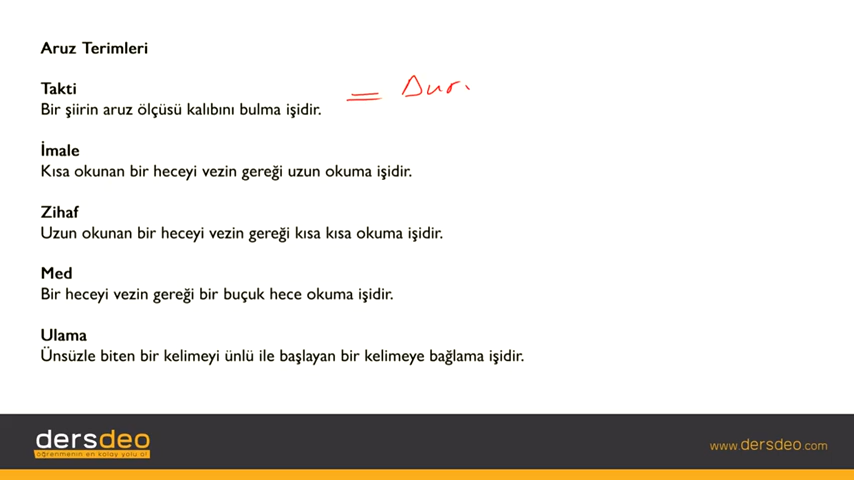 Aruz Terimleri
Takti
Bir şiirin aruz ölçüsü kalıbını bulma işidir.
= Dur.
İmale
Kısa okunan bir heceyi vezin gereği uzun okuma işidir.
Zihaf
Uzun okunan bir heceyi vezin gereği kısa kısa okuma işidir.
Med
Bir heceyi vezin gereği bir buçuk hece okuma işidir.
Ulama
Ünsüzle biten bir kelimeyi ünlü ile başlayan bir kelimeye bağlama işidir.
dersdeo
öğrenmenin en kolay yolu o!
www.dersdeo.com